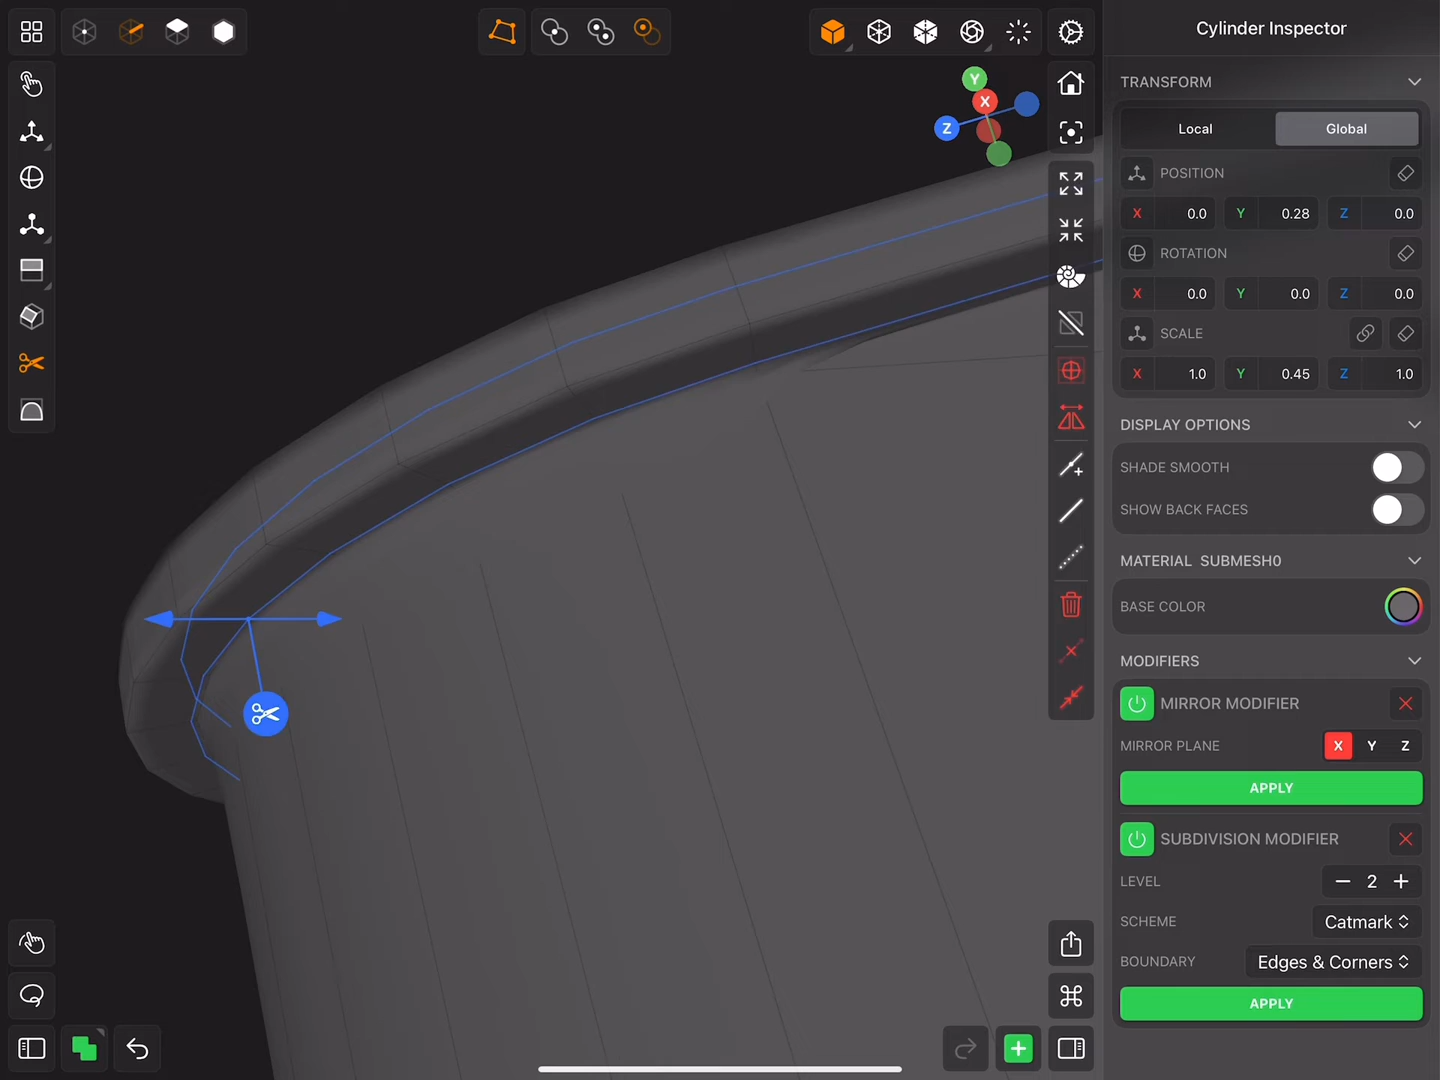 Cylinder Inspector
TRANSFORM
Local Global
POSITION
X 0.0 Y 0.28 Z 0.0
ROTATION
X 0.0 Y 0.0 Z 0.0
SCALE
X 1.0 Y 0.45 Z 1.0
DISPLAY OPTIONS
SHADE SMOOTH
SHOW BACK FACES
MATERIAL SUBMESH0
BASE COLOR
MODIFIERS
MIRROR MODIFIER
MIRROR PLANE X Y Z
APPLY
SUBDIVISION MODIFIER
LEVEL − 2 +
SCHEME Catmark
BOUNDARY Edges & Corners
APPLY
Y
X
Z